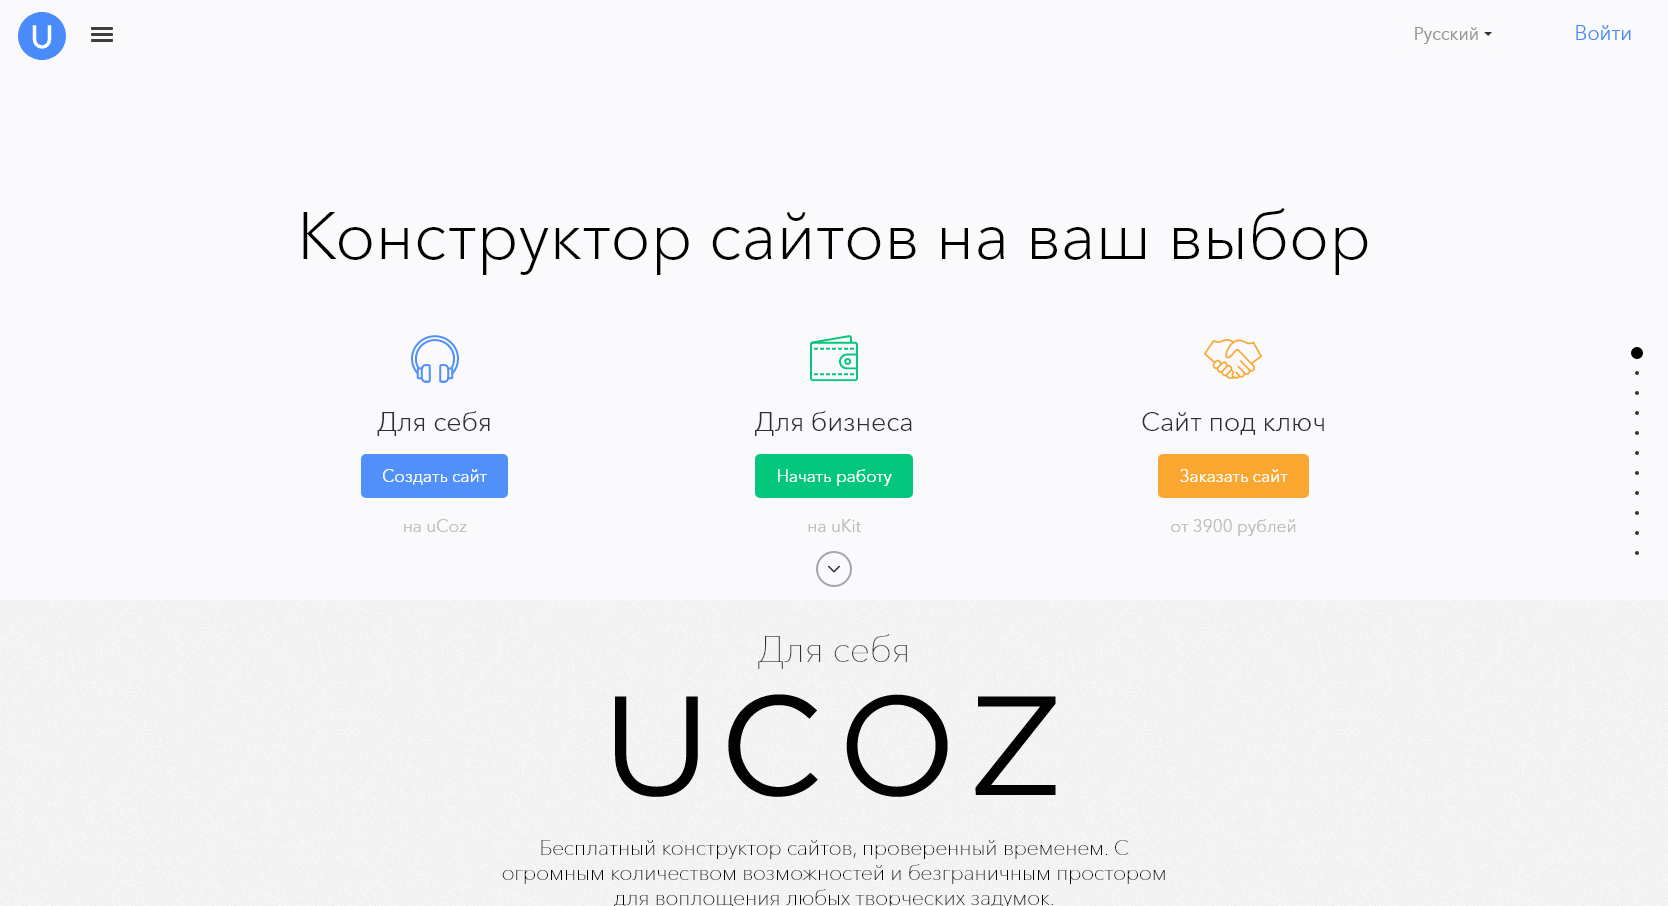 U
Русский
Войти
Конструктор сайтов на ваш выбор
Для себя
Для бизнеса
Сайт под ключ
Создать сайт
Начать работу
Заказать сайт
на uCoz
на uKit
от 3900 рублей
Для себя
UCOZ
Бесплатный конструктор сайтов, проверенный временем. С
огромным количеством возможностей и безграничным простором
для воплощения любых творческих задумок.